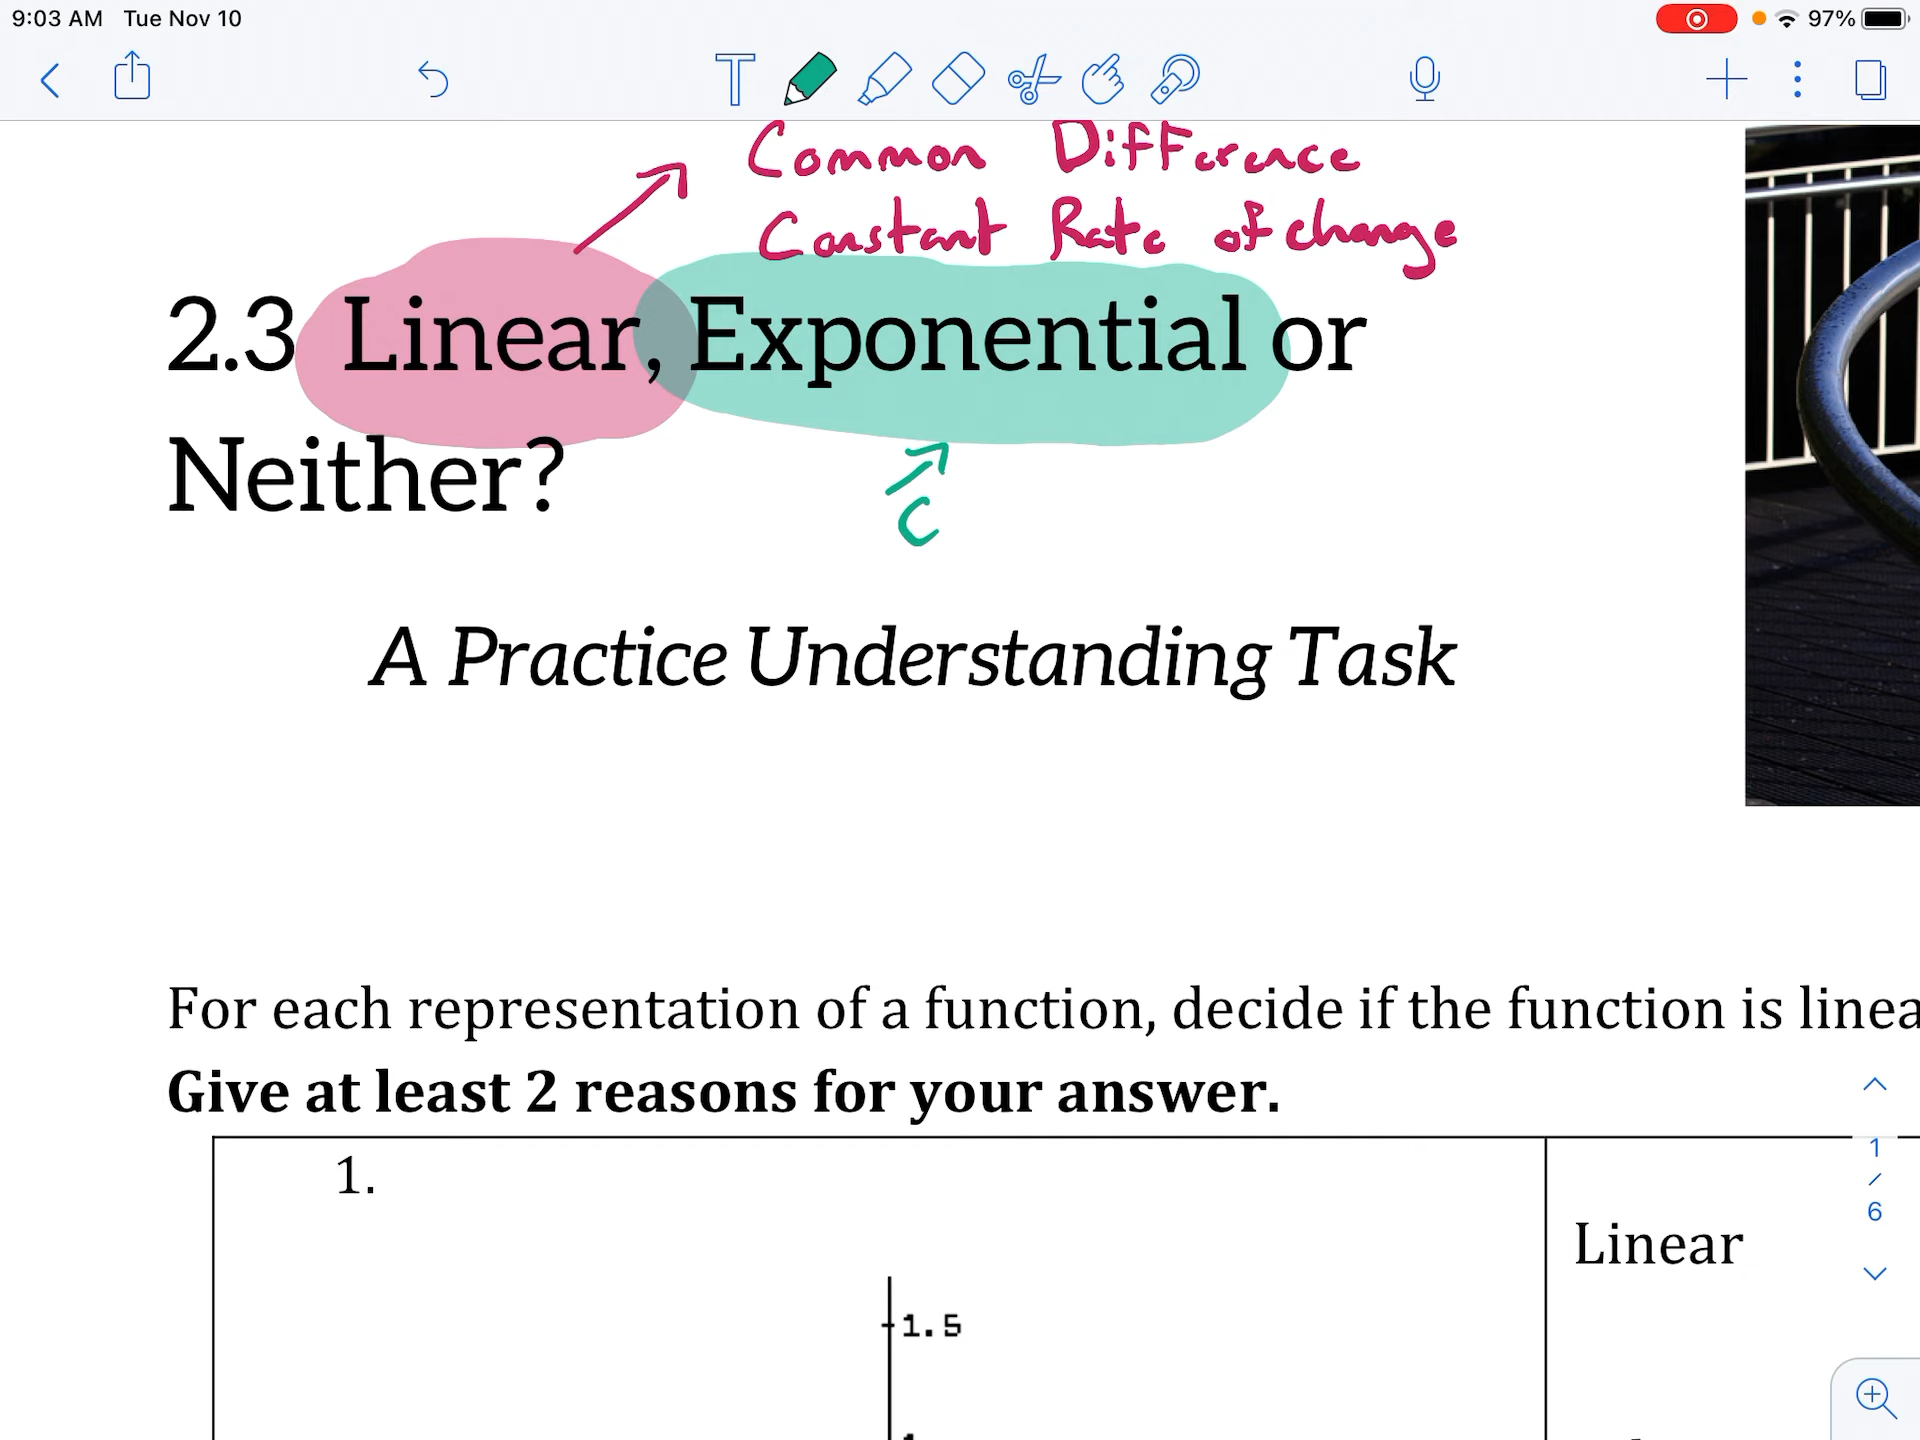 9:03 AM Tue Nov 10
97%
Common Difference
Constant Rate of change
2.3 Linear, Exponential or
Neither?
C
A Practice Understanding Task
For each representation of a function, decide if the function is linea
Give at least 2 reasons for your answer.
1.
Linear
1.5
1
/
6